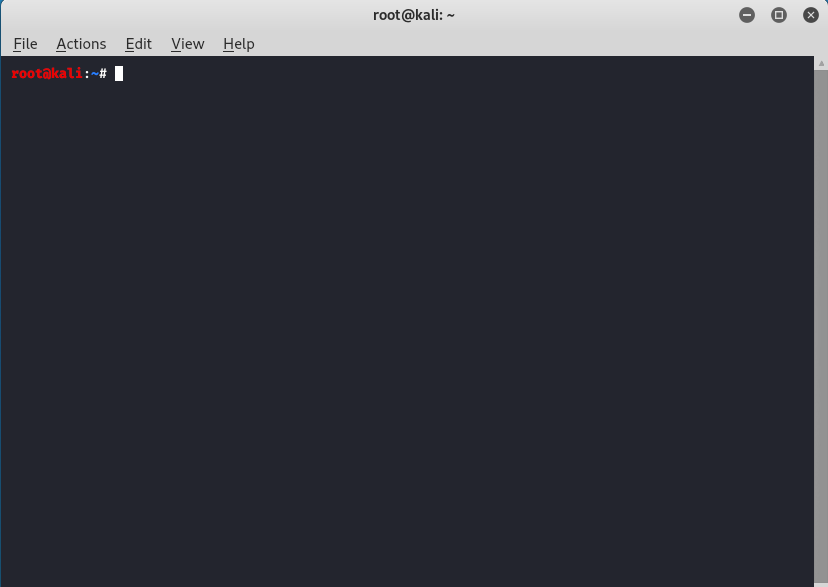 root@kali: ~
File Actions Edit View Help
root@kali:~#